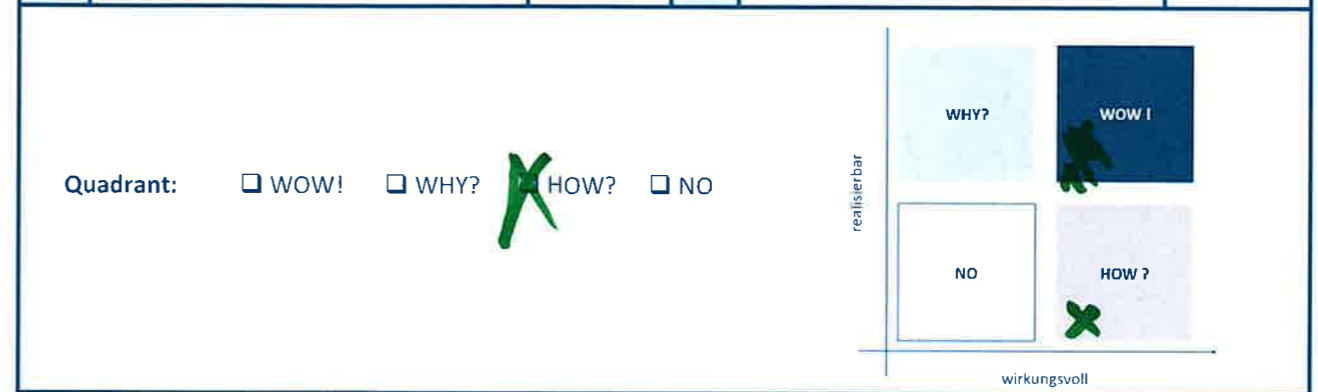 Quadrant: ❑ WOW! ❑ WHY? ❑ HOW? ❑ NO
WHY?
WOW !
realisierbar
NO
HOW ?
wirkungsvoll